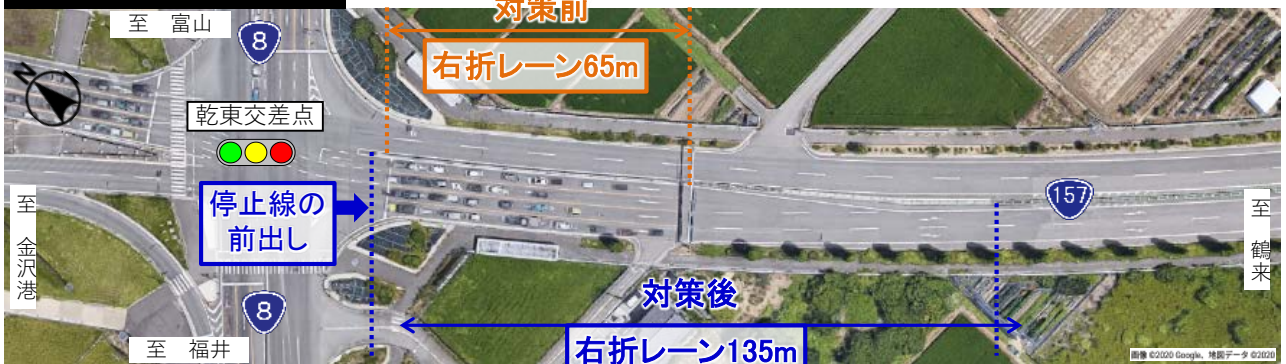 対策前
至 富山
8
右折レーン65m
N
乾東交差点
157
停止線の
前出し
至 金沢港
至 鶴来
対策後
8
右折レーン135m
至 福井
画像 ©2020 Google、地図データ ©2020